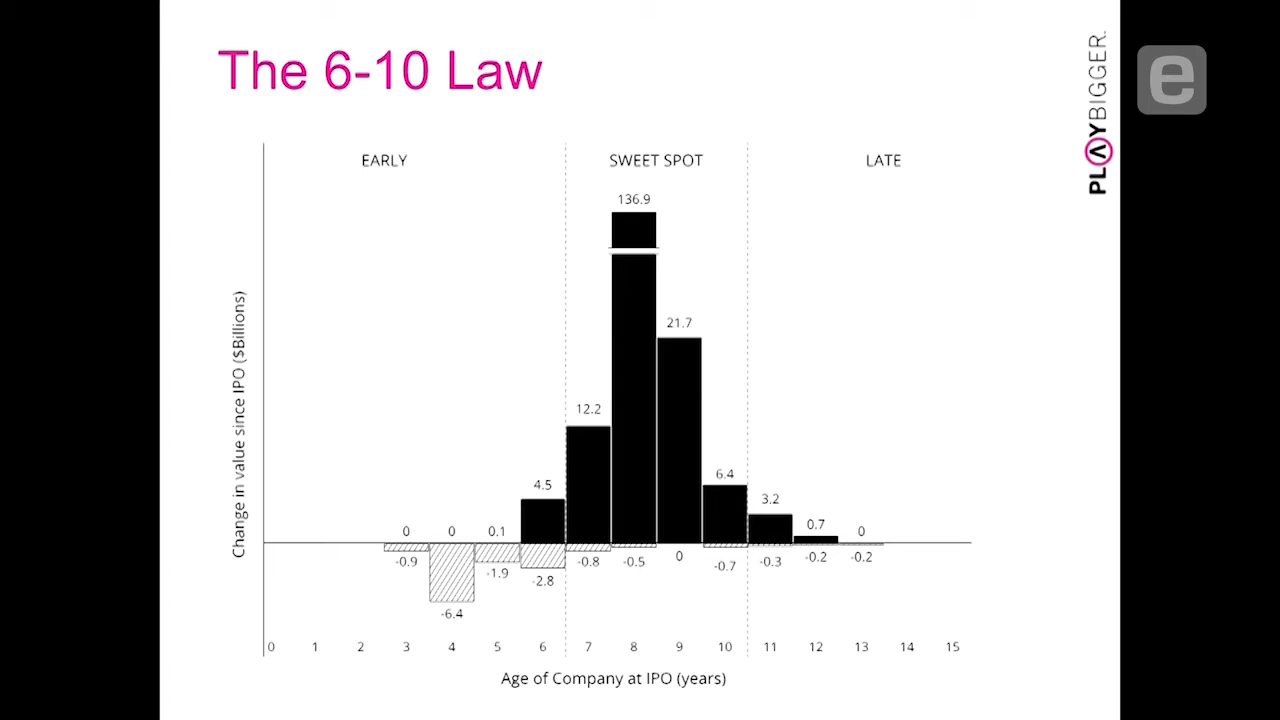 The 6-10 Law
PLAYBIGGER.
e
EARLY
SWEET SPOT
LATE
136.9
21.7
12.2
6.4
4.5
3.2
0.7
0
0
0.1
0
-0.9
-6.4
-1.9
-2.8
-0.8
-0.5
0
-0.7
-0.3
-0.2
-0.2
Change in value since IPO ($Billions)
0 1 2 3 4 5 6 7 8 9 10 11 12 13 14 15
Age of Company at IPO (years)